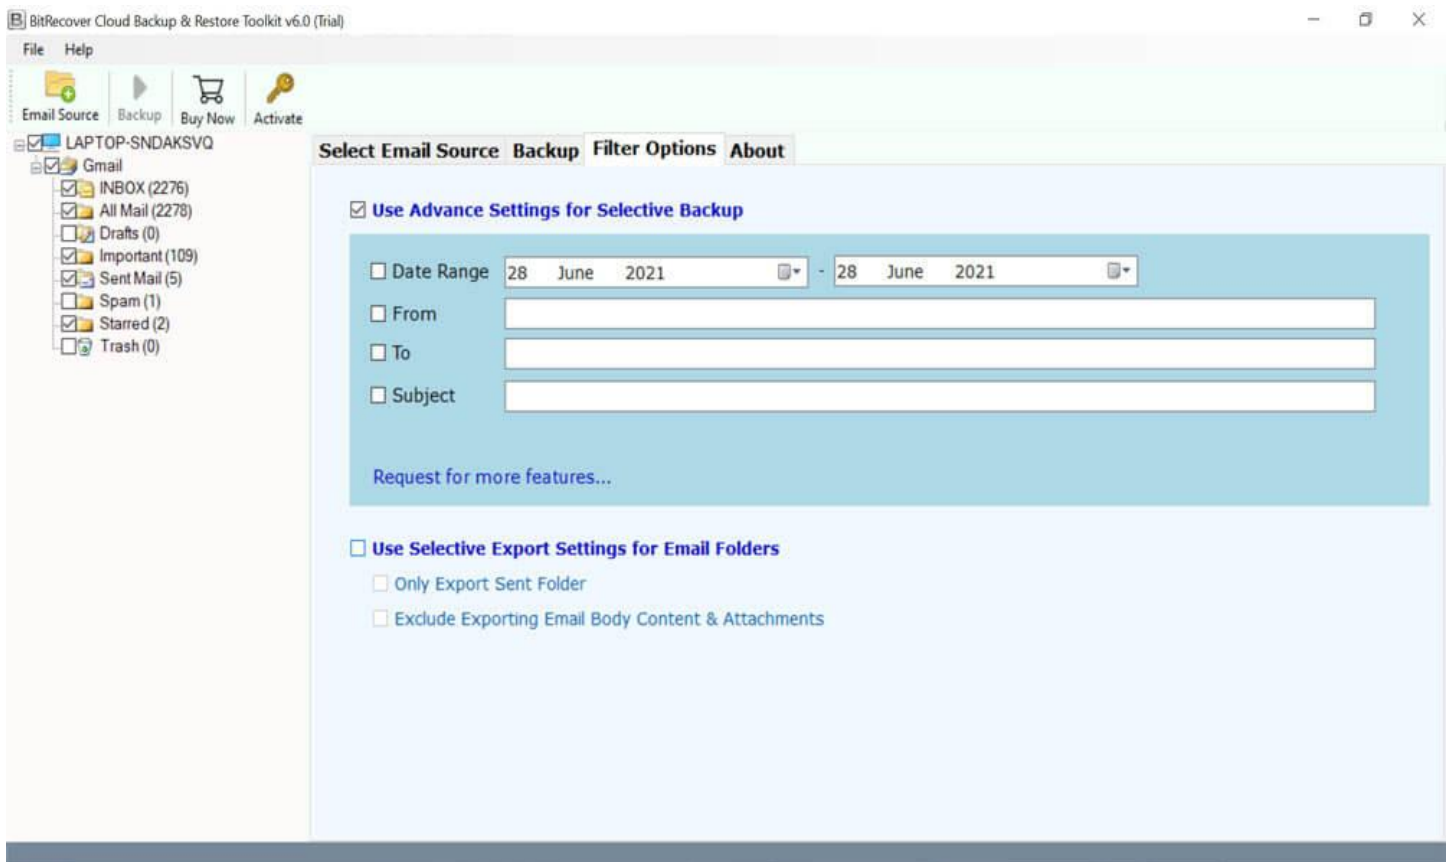 BitRecover Cloud Backup & Restore Toolkit v6.0 (Trial)
File Help
Email Source Backup Buy Now Activate
LAPTOP-SNDAKSVQ
Gmail
INBOX (2276)
All Mail (2278)
Drafts (0)
Important (109)
Sent Mail (5)
Spam (1)
Starred (2)
Trash (0)
Select Email Source Backup Filter Options About
Use Advance Settings for Selective Backup
Date Range 28 June 2021 - 28 June 2021
From
To
Subject
Request for more features...
Use Selective Export Settings for Email Folders
Only Export Sent Folder
Exclude Exporting Email Body Content & Attachments